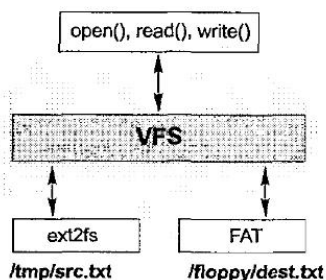 open(), read(), write()
VFS
ext2fs FAT
/tmp/src.txt /floppy/dest.txt